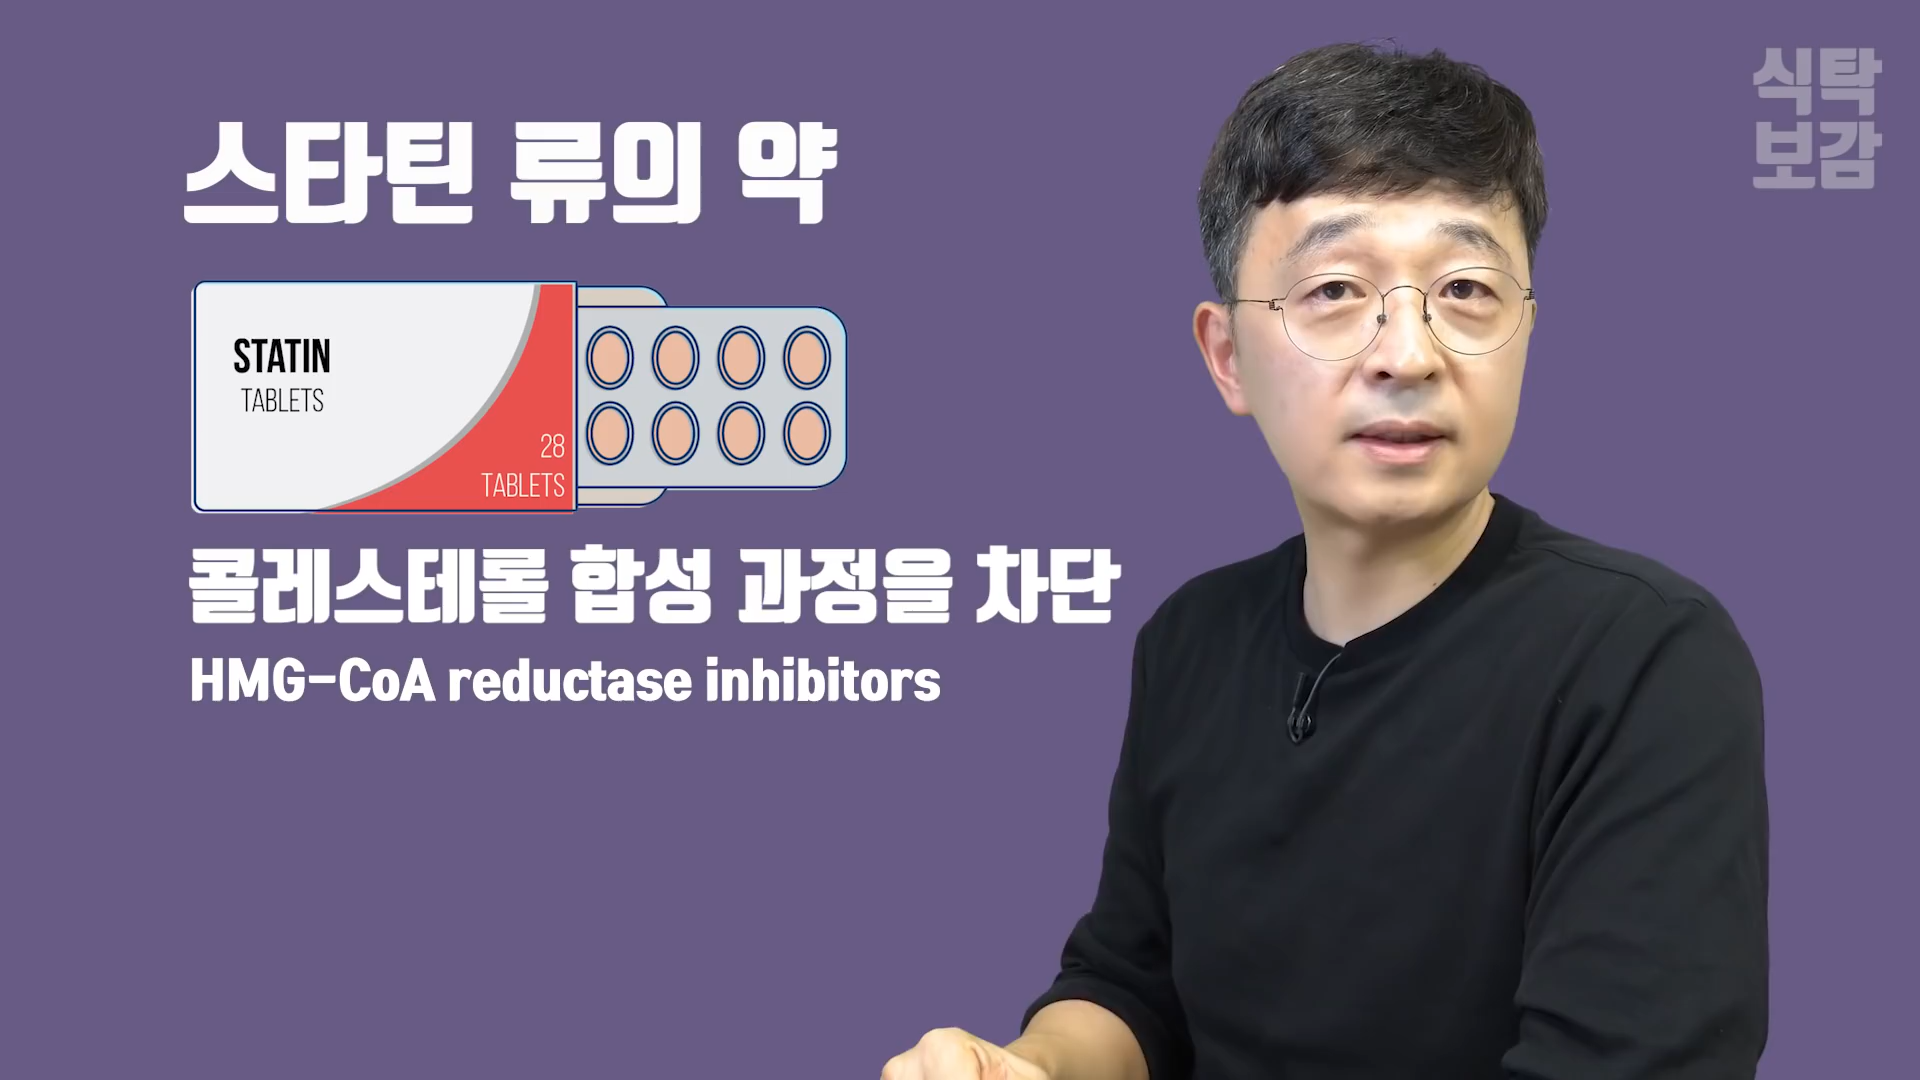 스타틴 류의 약
STATIN
TABLETS
28
TABLETS
콜레스테롤 합성 과정을 차단
HMG-CoA reductase inhibitors
식탁
보감